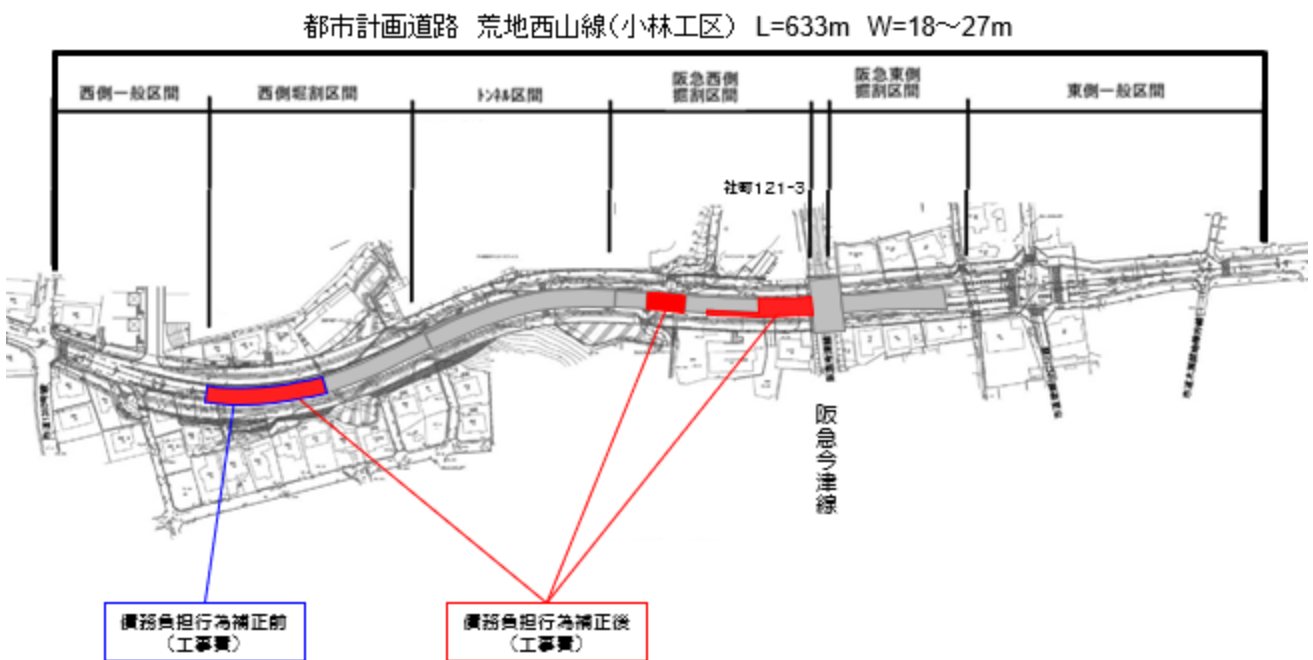 都市計画道路 荒地西山線(小林工区) L=633m W=18～27m
西側一般区間
西側堀割区間
トンネル区間
阪急西側
掘割区間
阪急東側
掘割区間
東側一般区間
社町121-3
阪急今津線
債務負担行為補正前
(工事費)
債務負担行為補正後
(工事費)